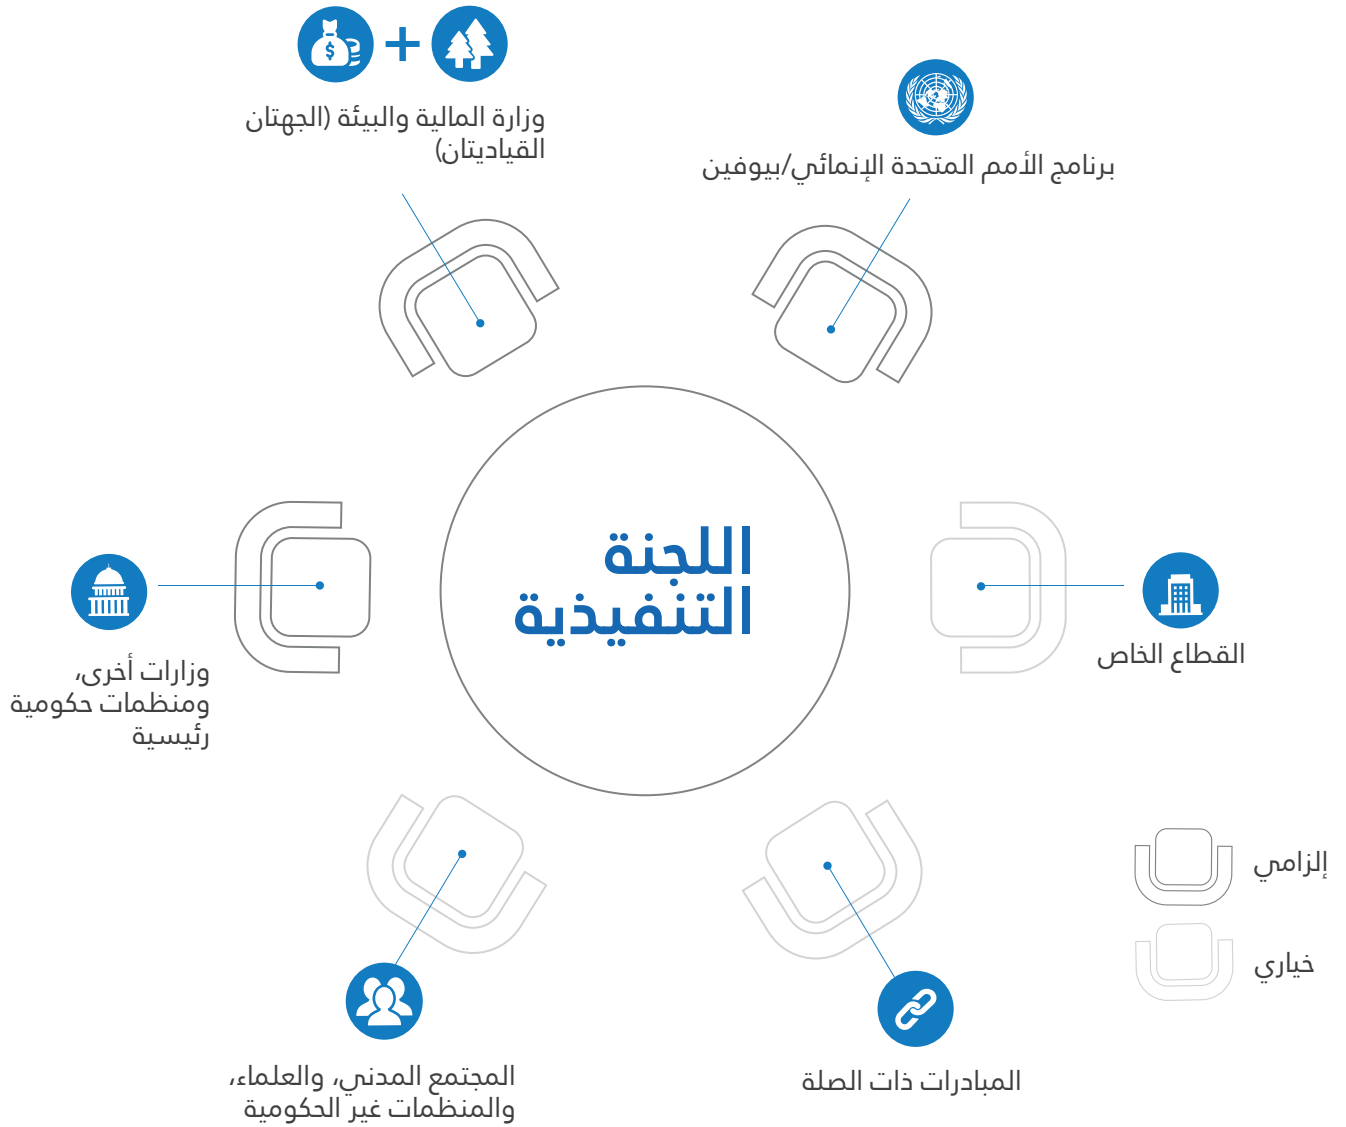 وزارة المالية والبيئة (الجهتان
القياديتان)
برنامج الأمم المتحدة الإنمائي/بيوفين
اللجنة
التنفيذية
القطاع الخاص
وزارات أخرى،
ومنظمات حكومية
رئيسية
إلزامي
خياري
المبادرات ذات الصلة
المجتمع المدني، والعلماء،
والمنظمات غير الحكومية